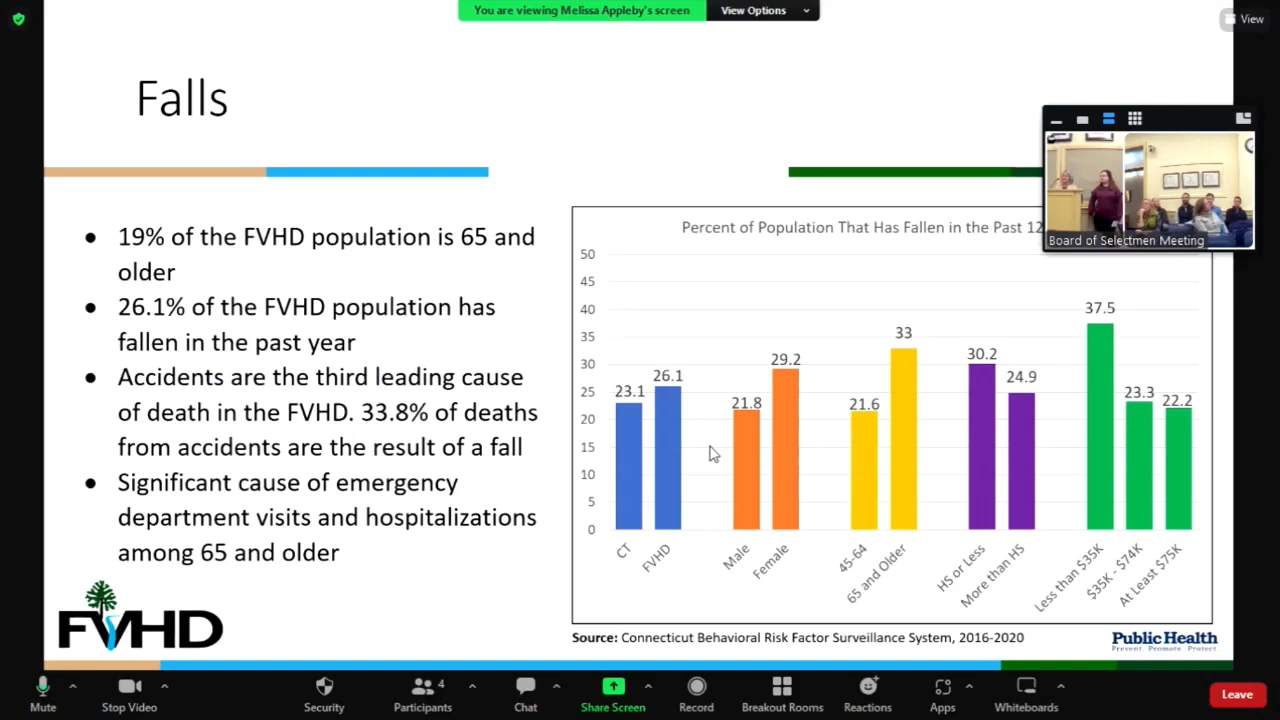 You are viewing Melissa Appleby's screen
View Options
View
Falls
Board of Selectmen Meeting
● 19% of the FVHD population is 65 and
older
● 26.1% of the FVHD population has
fallen in the past year
● Accidents are the third leading cause
of death in the FVHD. 33.8% of deaths
from accidents are the result of a fall
● Significant cause of emergency
department visits and hospitalizations
among 65 and older
FVHD
Percent of Population That Has Fallen in the Past 12
50
45
40
35
30
25
20
15
10
5
0
23.1
26.1
21.8
29.2
21.6
33
30.2
24.9
37.5
23.3
22.2
CT
FVHD
Male
Female
45-64
65 and Older
HS or Less
More than HS
Less than $35K
$35K - $74K
At Least $75K
Source: Connecticut Behavioral Risk Factor Surveillance System, 2016-2020
Public Health
Prevent. Promote. Protect.
Mute
Stop Video
Security
4
Participants
Chat
Share Screen
Record
Breakout Rooms
Reactions
Apps
Whiteboards
Leave